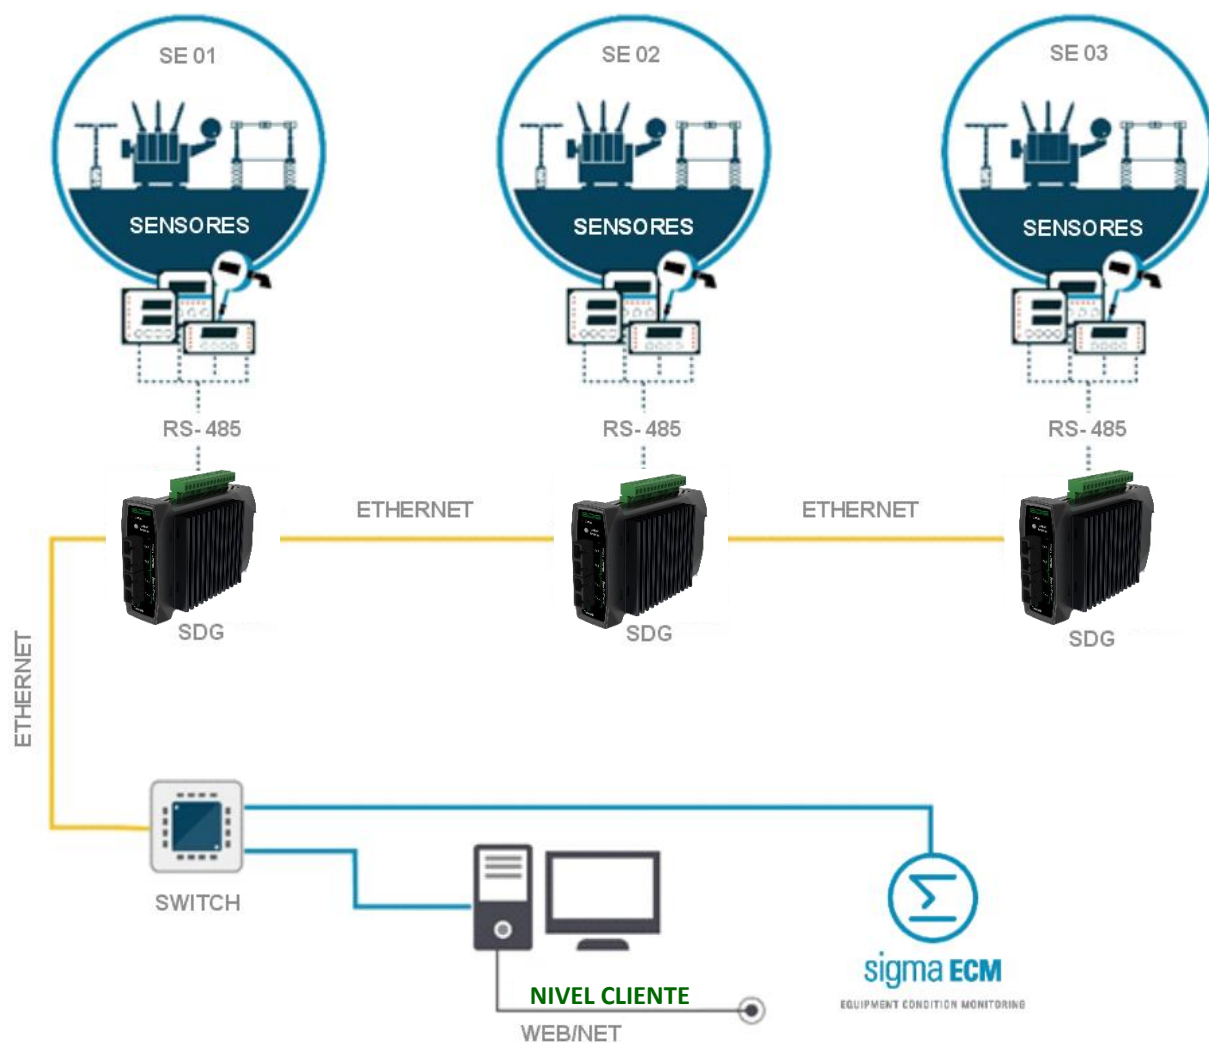 SE 01
SE 02
SE 03
SENSORES
SENSORES
SENSORES
RS-485
RS-485
RS-485
ETHERNET
ETHERNET
SDG
SDG
SDG
ETHERNET
SWITCH
NIVEL CLIENTE
WEB/NET
Σ
sigma ECM
EQUIPMENT CONDITION MONITORING